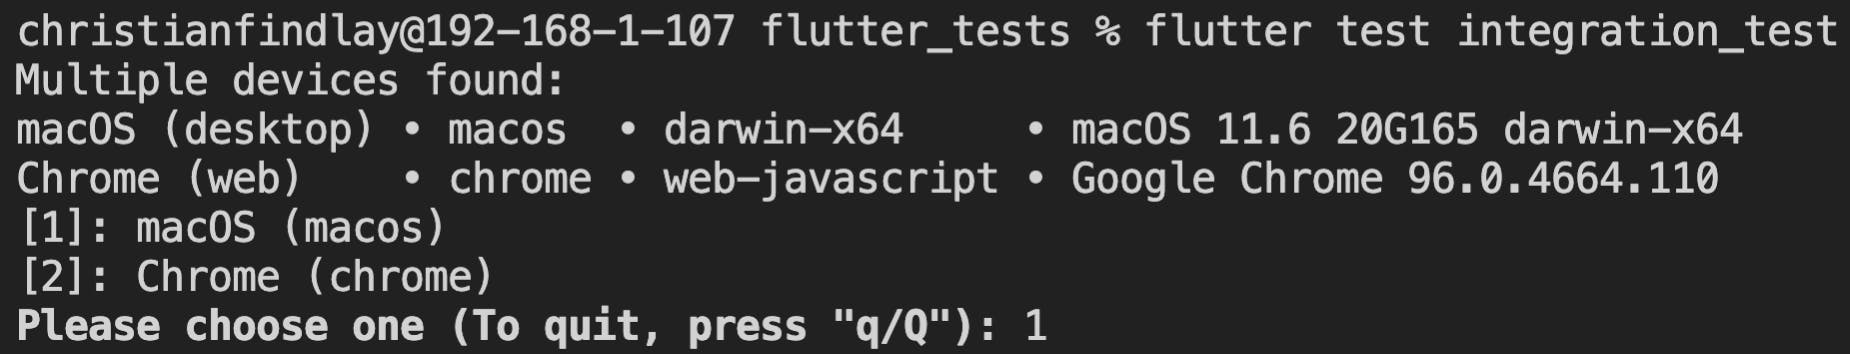 christianfindlay@192-168-1-107 flutter_tests % flutter test integration_test
Multiple devices found:
macOS (desktop) • macos  • darwin-x64     • macOS 11.6 20G165 darwin-x64
Chrome (web)    • chrome • web-javascript • Google Chrome 96.0.4664.110
[1]: macOS (macos)
[2]: Chrome (chrome)
Please choose one (To quit, press "q/Q"): 1